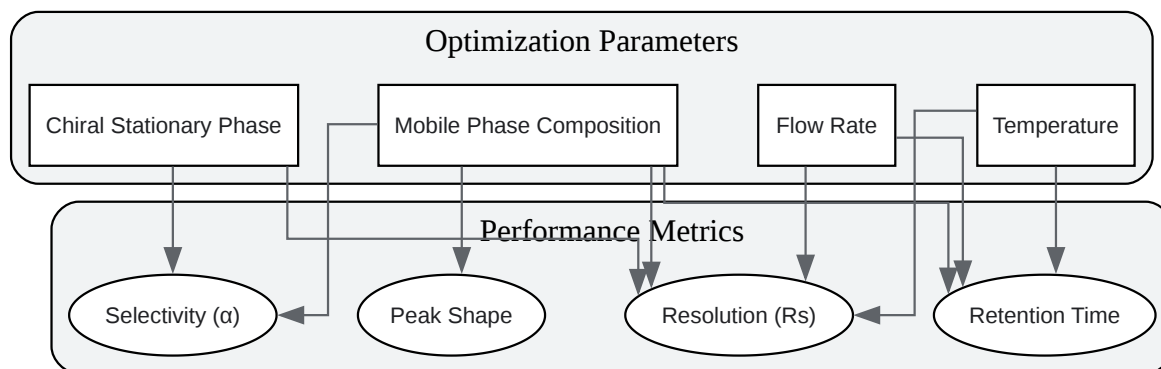 Optimization Parameters
Chiral Stationary Phase
Mobile Phase Composition
Flow Rate
Temperature
Performance Metrics
Selectivity (α)
Peak Shape
Resolution (Rs)
Retention Time